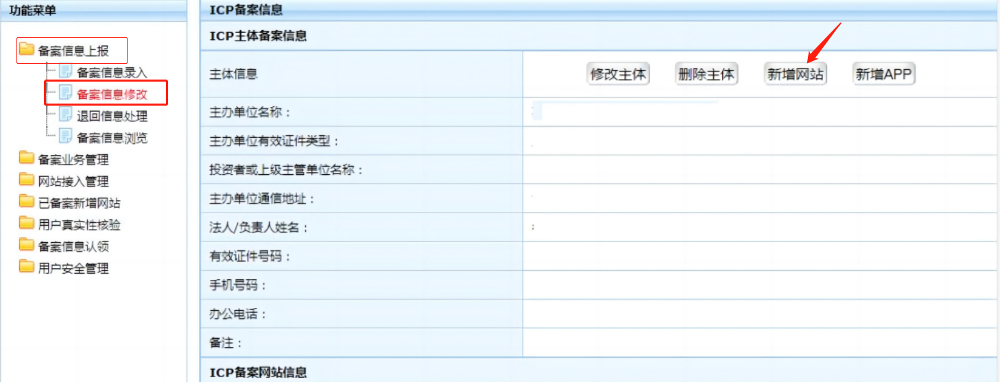 功能菜单
备案信息上报
备案信息录入
备案信息修改
退回信息处理
备案信息浏览
备案业务管理
网站接入管理
已备案新增网站
用户真实性核验
备案信息认领
用户安全管理
ICP备案信息
ICP主体备案信息
主体信息 修改主体 删除主体 新增网站 新增APP
主办单位名称：
主办单位有效证件类型：
投资者或上级主管单位名称：
主办单位通信地址：
法人/负责人姓名：
有效证件号码：
手机号码：
办公电话：
备注：
ICP备案网站信息